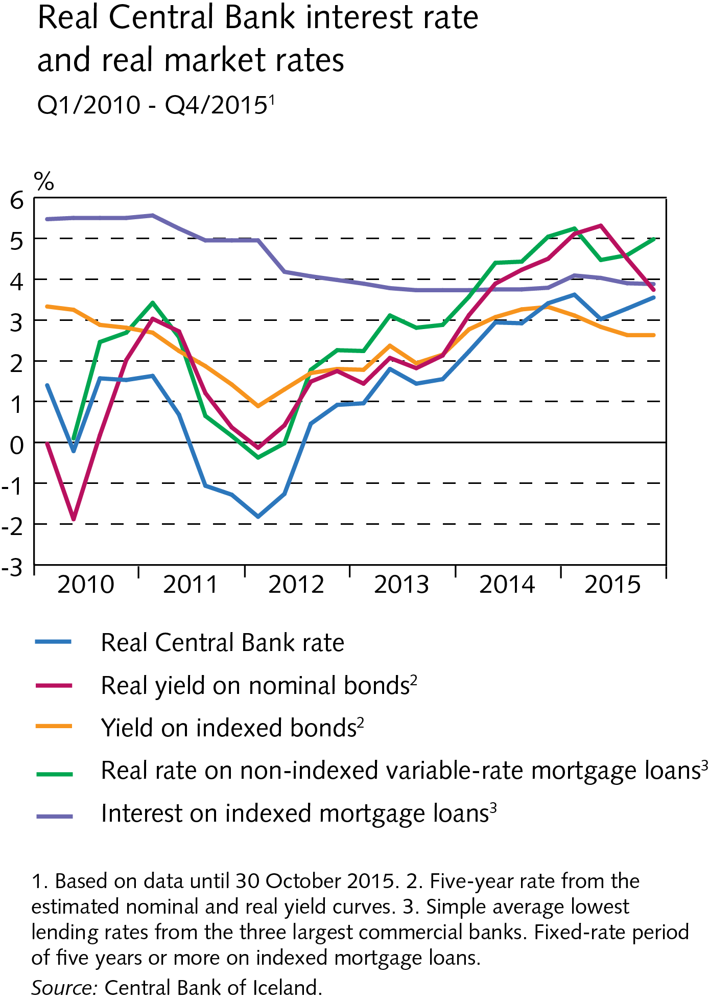 Real Central Bank interest rate
and real market rates
Q1/2010 - Q4/2015¹
%
6
5
4
3
2
1
0
-1
-2
-3
2010 2011 2012 2013 2014 2015
Real Central Bank rate
Real yield on nominal bonds²
Yield on indexed bonds²
Real rate on non-indexed variable-rate mortgage loans³
Interest on indexed mortgage loans³
1. Based on data until 30 October 2015. 2. Five-year rate from the
estimated nominal and real yield curves. 3. Simple average lowest
lending rates from the three largest commercial banks. Fixed-rate period
of five years or more on indexed mortgage loans.
Source: Central Bank of Iceland.